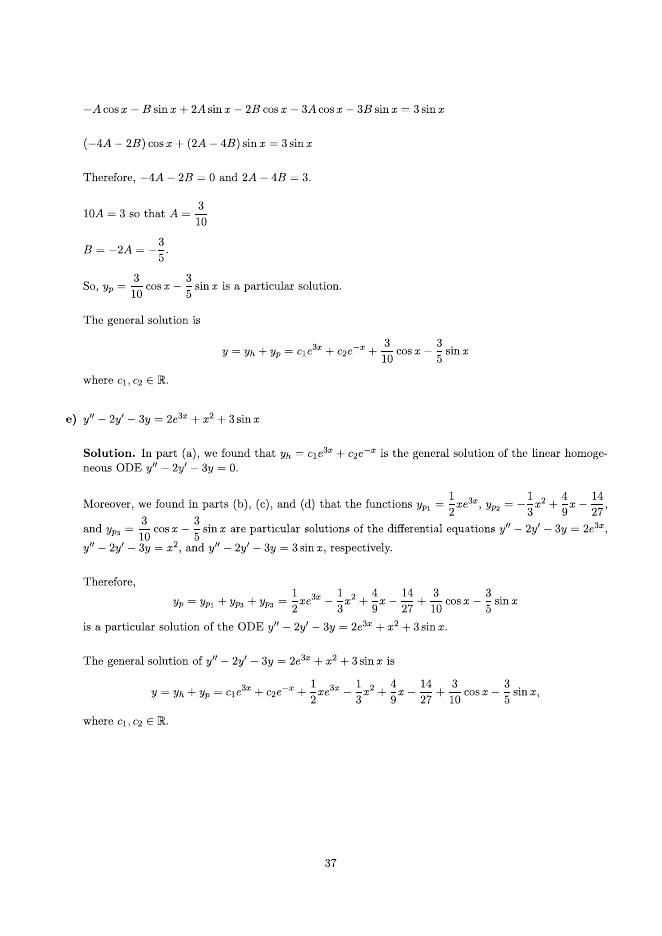 −A cos x − B sin x + 2A sin x − 2B cos x − 3A cos x − 3B sin x = 3 sin x
(−4A − 2B) cos x + (2A − 4B) sin x = 3 sin x
Therefore, −4A − 2B = 0 and 2A − 4B = 3.
10A = 3 so that A = 3/10
B = −2A = −3/5.
So, y_p = 3/10 cos x − 3/5 sin x is a particular solution.
The general solution is
y = y_h + y_p = c_1e^{3x} + c_2e^{−x} + 3/10 cos x − 3/5 sin x
where c_1, c_2 ∈ ℝ.
e) y″ − 2y′ − 3y = 2e^{3x} + x^2 + 3 sin x
Solution. In part (a), we found that y_h = c_1e^{3x} + c_2e^{−x} is the general solution of the linear homoge-
neous ODE y″ − 2y′ − 3y = 0.
Moreover, we found in parts (b), (c), and (d) that the functions y_{p_1} = 1/2 xe^{3x}, y_{p_2} = −1/3 x^2 + 4/9 x − 14/27,
and y_{p_3} = 3/10 cos x − 3/5 sin x are particular solutions of the differential equations y″ − 2y′ − 3y = 2e^{3x},
y″ − 2y′ − 3y = x^2, and y″ − 2y′ − 3y = 3 sin x, respectively.
Therefore,
y_p = y_{p_1} + y_{p_3} + y_{p_3} = 1/2 xe^{3x} − 1/3 x^2 + 4/9 x − 14/27 + 3/10 cos x − 3/5 sin x
is a particular solution of the ODE y″ − 2y′ − 3y = 2e^{3x} + x^2 + 3 sin x.
The general solution of y″ − 2y′ − 3y = 2e^{3x} + x^2 + 3 sin x is
y = y_h + y_p = c_1e^{3x} + c_2e^{−x} + 1/2 xe^{3x} − 1/3 x^2 + 4/9 x − 14/27 + 3/10 cos x − 3/5 sin x,
where c_1, c_2 ∈ ℝ.
37